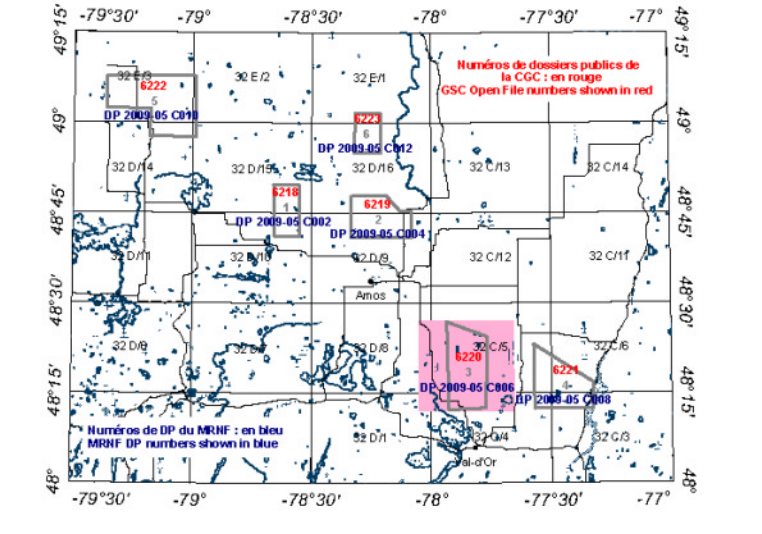 -79°30' -79° -78°30' -78° -77°30' -77°
49°15' 49°15'
32 E/3 32 E/2 32 E/1
Numéros de dossiers publics de
la CGC : en rouge
GSC Open File numbers shown in red
6222
5
DP 2009-05 C010
49° 49°
6223
6
DP 2009-05 C012
32 D/14 32 D/15 32 D/16 32 C/13 32 C/14
6218
1
DP 2009-05 C002
6219
2
DP 2009-05 C004
48°45' 48°45'
32 D/11 32 D/10 32 D/9 32 C/12 32 C/11
Amos
48°30' 48°30'
32 D/8 32 C/5 32 C/6
6220
3
DP 2009-05 C006
6221
4
DP 2009-05 C008
48°15' 48°15'
Numéros de DP du MRNF : en bleu
MRNF DP numbers shown in blue
32 D/1 32 C/4 32 C/3
Val-d'Or
48° 48°
-79°30' -79° -78°30' -78° -77°30' -77°